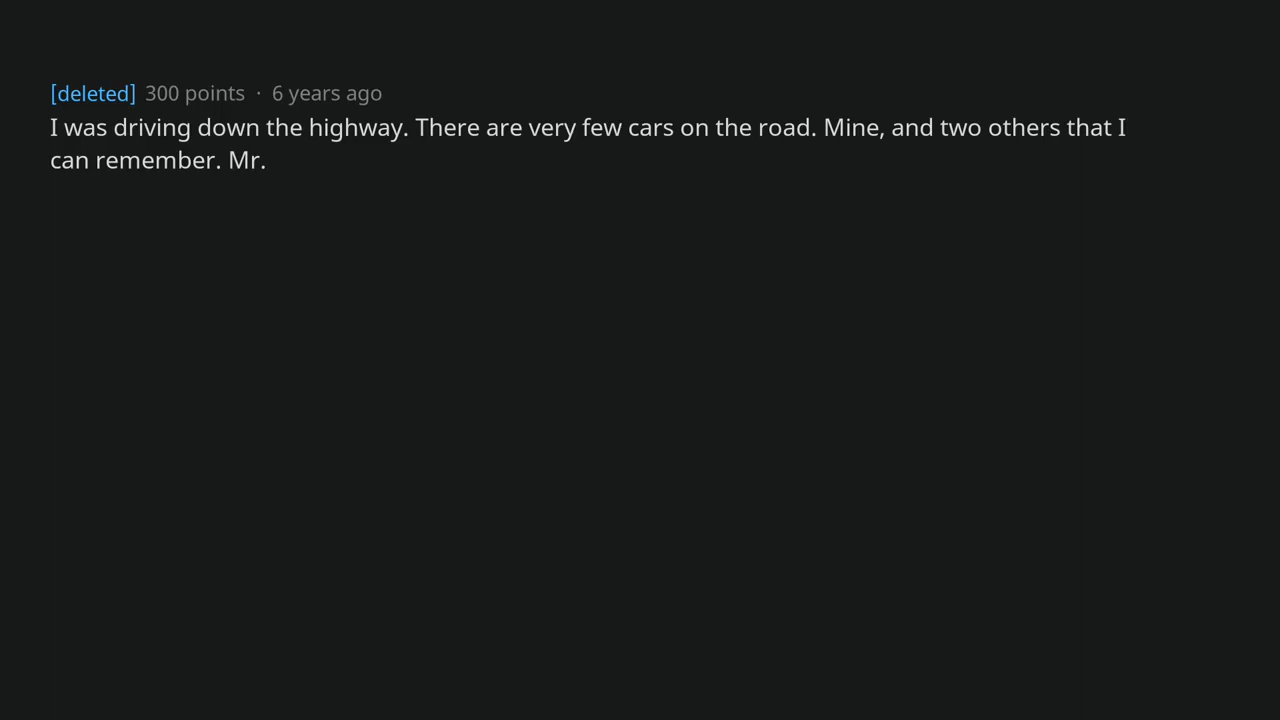 [deleted] 300 points · 6 years ago
I was driving down the highway. There are very few cars on the road. Mine, and two others that I
can remember. Mr.